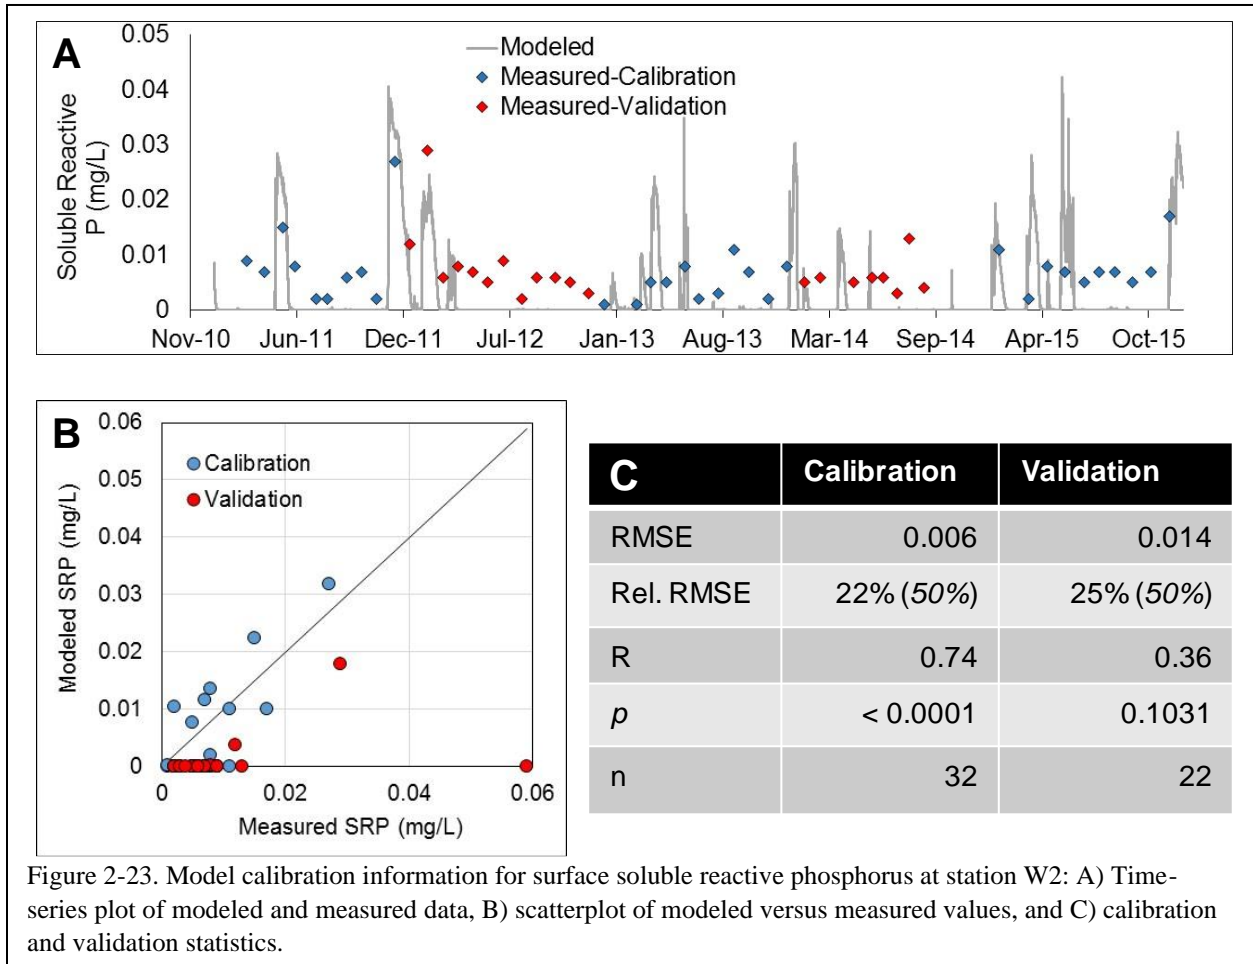 A
Soluble Reactive
P (mg/L)
0.05
0.04
0.03
0.02
0.01
0
Modeled
Measured-Calibration
Measured-Validation
Nov-10 Jun-11 Dec-11 Jul-12 Jan-13 Aug-13 Mar-14 Sep-14 Apr-15 Oct-15
B
Modeled SRP (mg/L)
0.06
0.05
0.04
0.03
0.02
0.01
0
Calibration
Validation
0 0.02 0.04 0.06
Measured SRP (mg/L)
C Calibration Validation
RMSE 0.006 0.014
Rel. RMSE 22% (50%) 25% (50%)
R 0.74 0.36
p < 0.0001 0.1031
n 32 22
Figure 2-23. Model calibration information for surface soluble reactive phosphorus at station W2: A) Time-
series plot of modeled and measured data, B) scatterplot of modeled versus measured values, and C) calibration
and validation statistics.